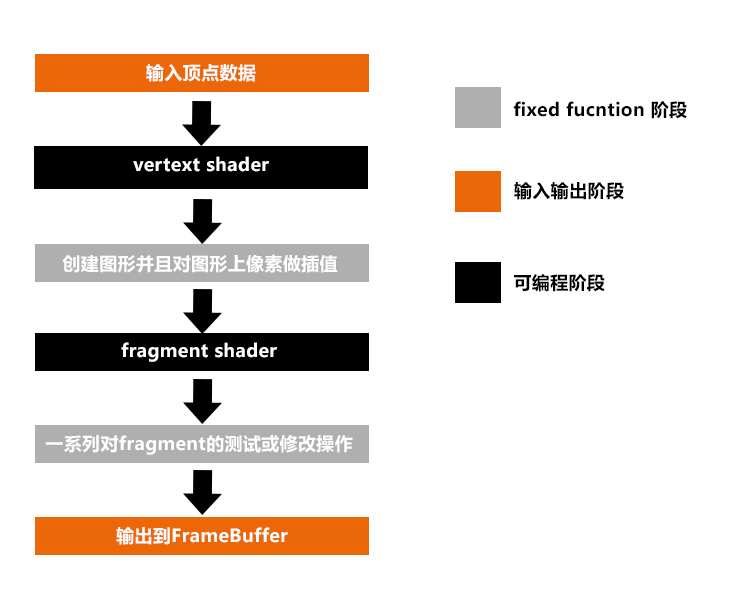 输入顶点数据
vertext shader
创建图形并且对图形上像素做插值
fragment shader
一系列对fragment的测试或修改操作
输出到FrameBuffer
fixed fucntion 阶段
输入输出阶段
可编程阶段